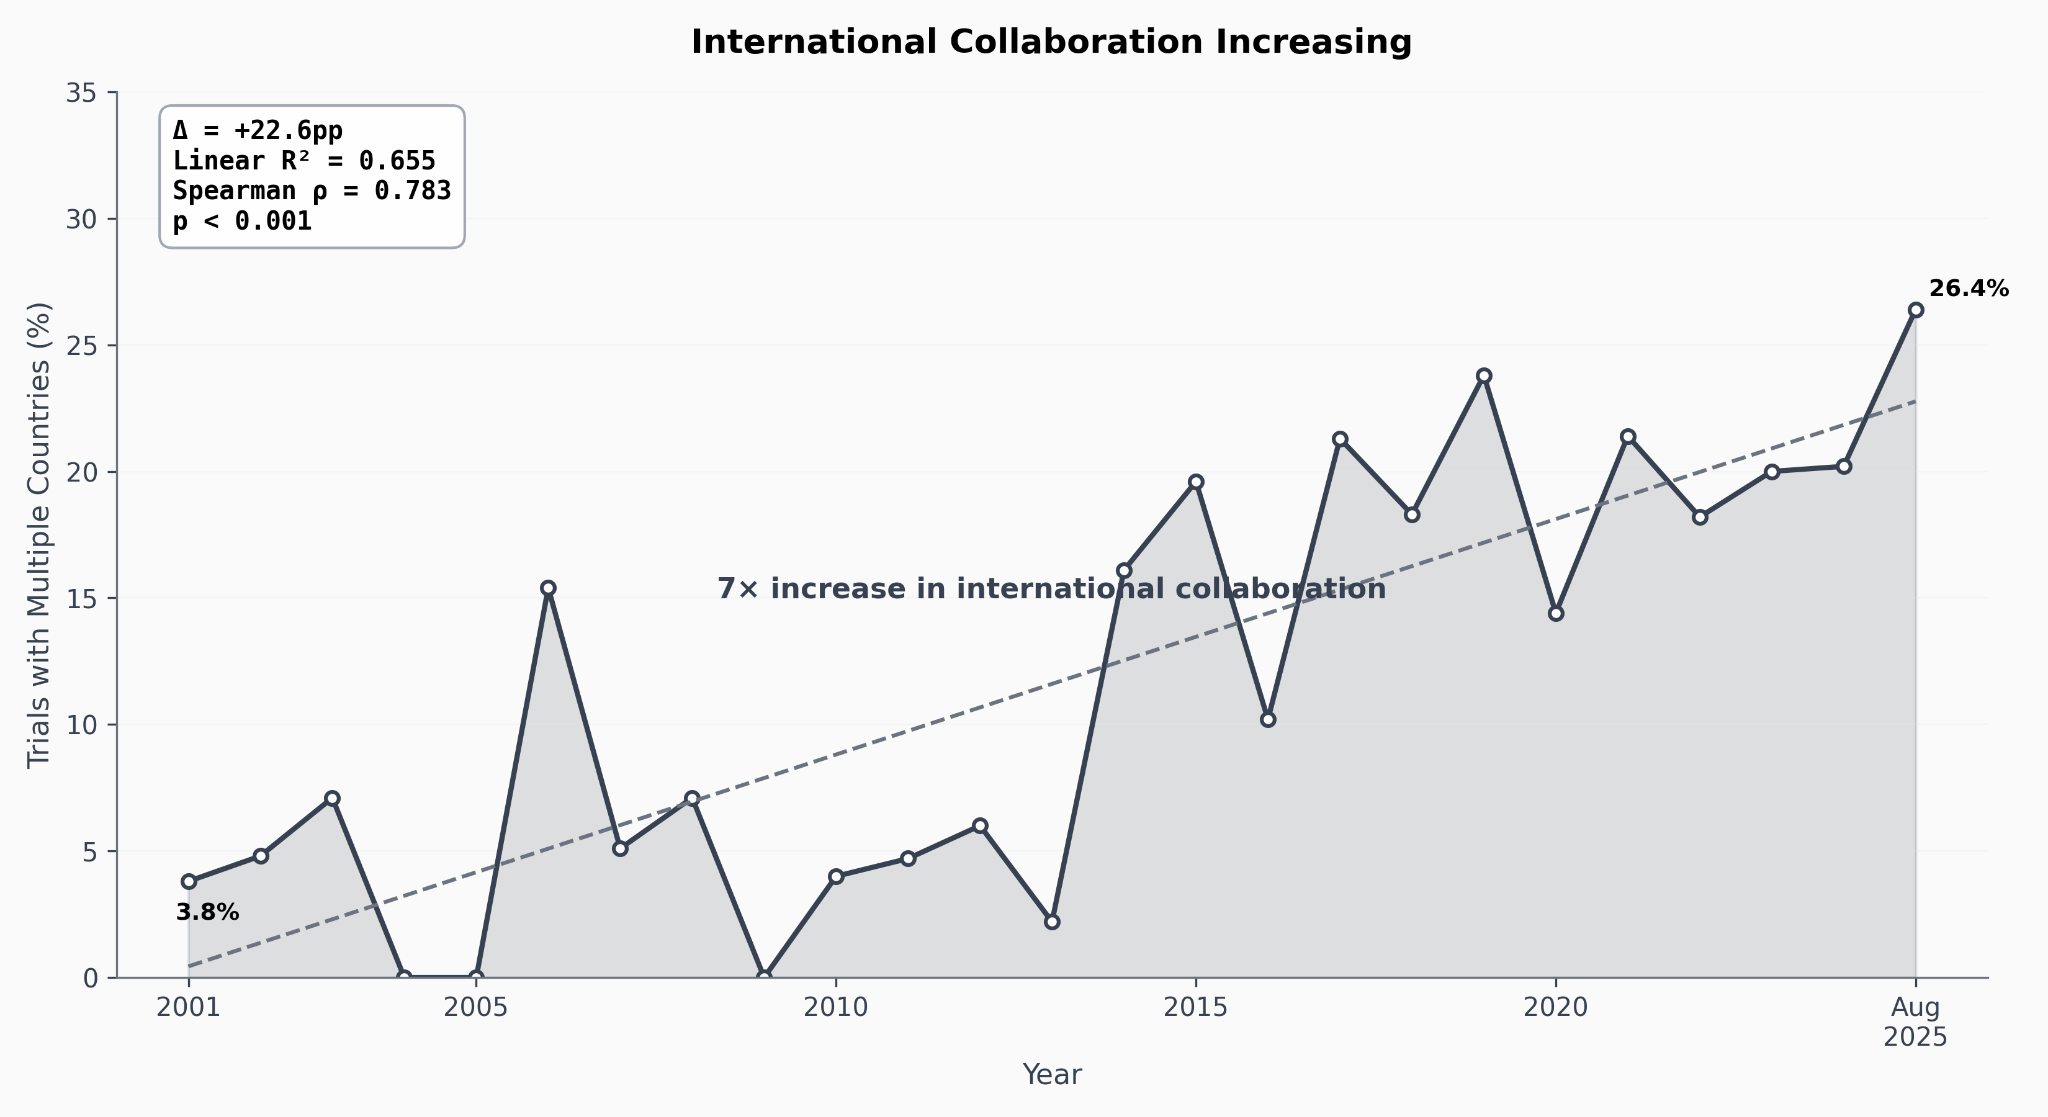 International Collaboration Increasing
Δ = +22.6pp
Linear R² = 0.655
Spearman ρ = 0.783
p < 0.001
35
30
25
20
15
10
5
0
Trials with Multiple Countries (%)
26.4%
7× increase in international collaboration
3.8%
2001
2005
2010
2015
2020
Aug
2025
Year